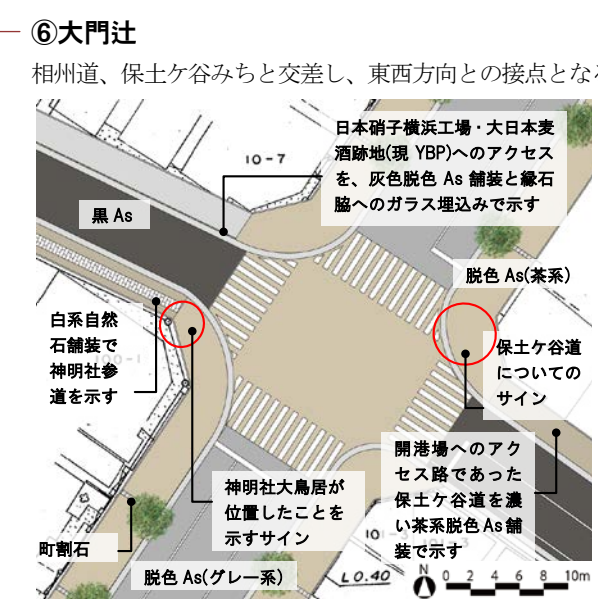 ⑥大門辻
相州道、保土ケ谷みちと交差し、東西方向との接点となる
日本硝子横浜工場・大日本麦
酒跡地(現 YBP)へのアクセス
を、灰色脱色 As 舗装と縁石
脇へのガラス埋込みで示す
10-7
黒 As
脱色 As(茶系)
白系自然
石舗装で
神明社参
道を示す
保土ケ谷道
についての
サイン
神明社大鳥居が
位置したことを
示すサイン
開港場へのアク
セス路であった
保土ケ谷道を濃
い茶系脱色 As 舗
装で示す
町割石
脱色 As(グレー系)
L0.40
N
0 2 4 6 8 10m